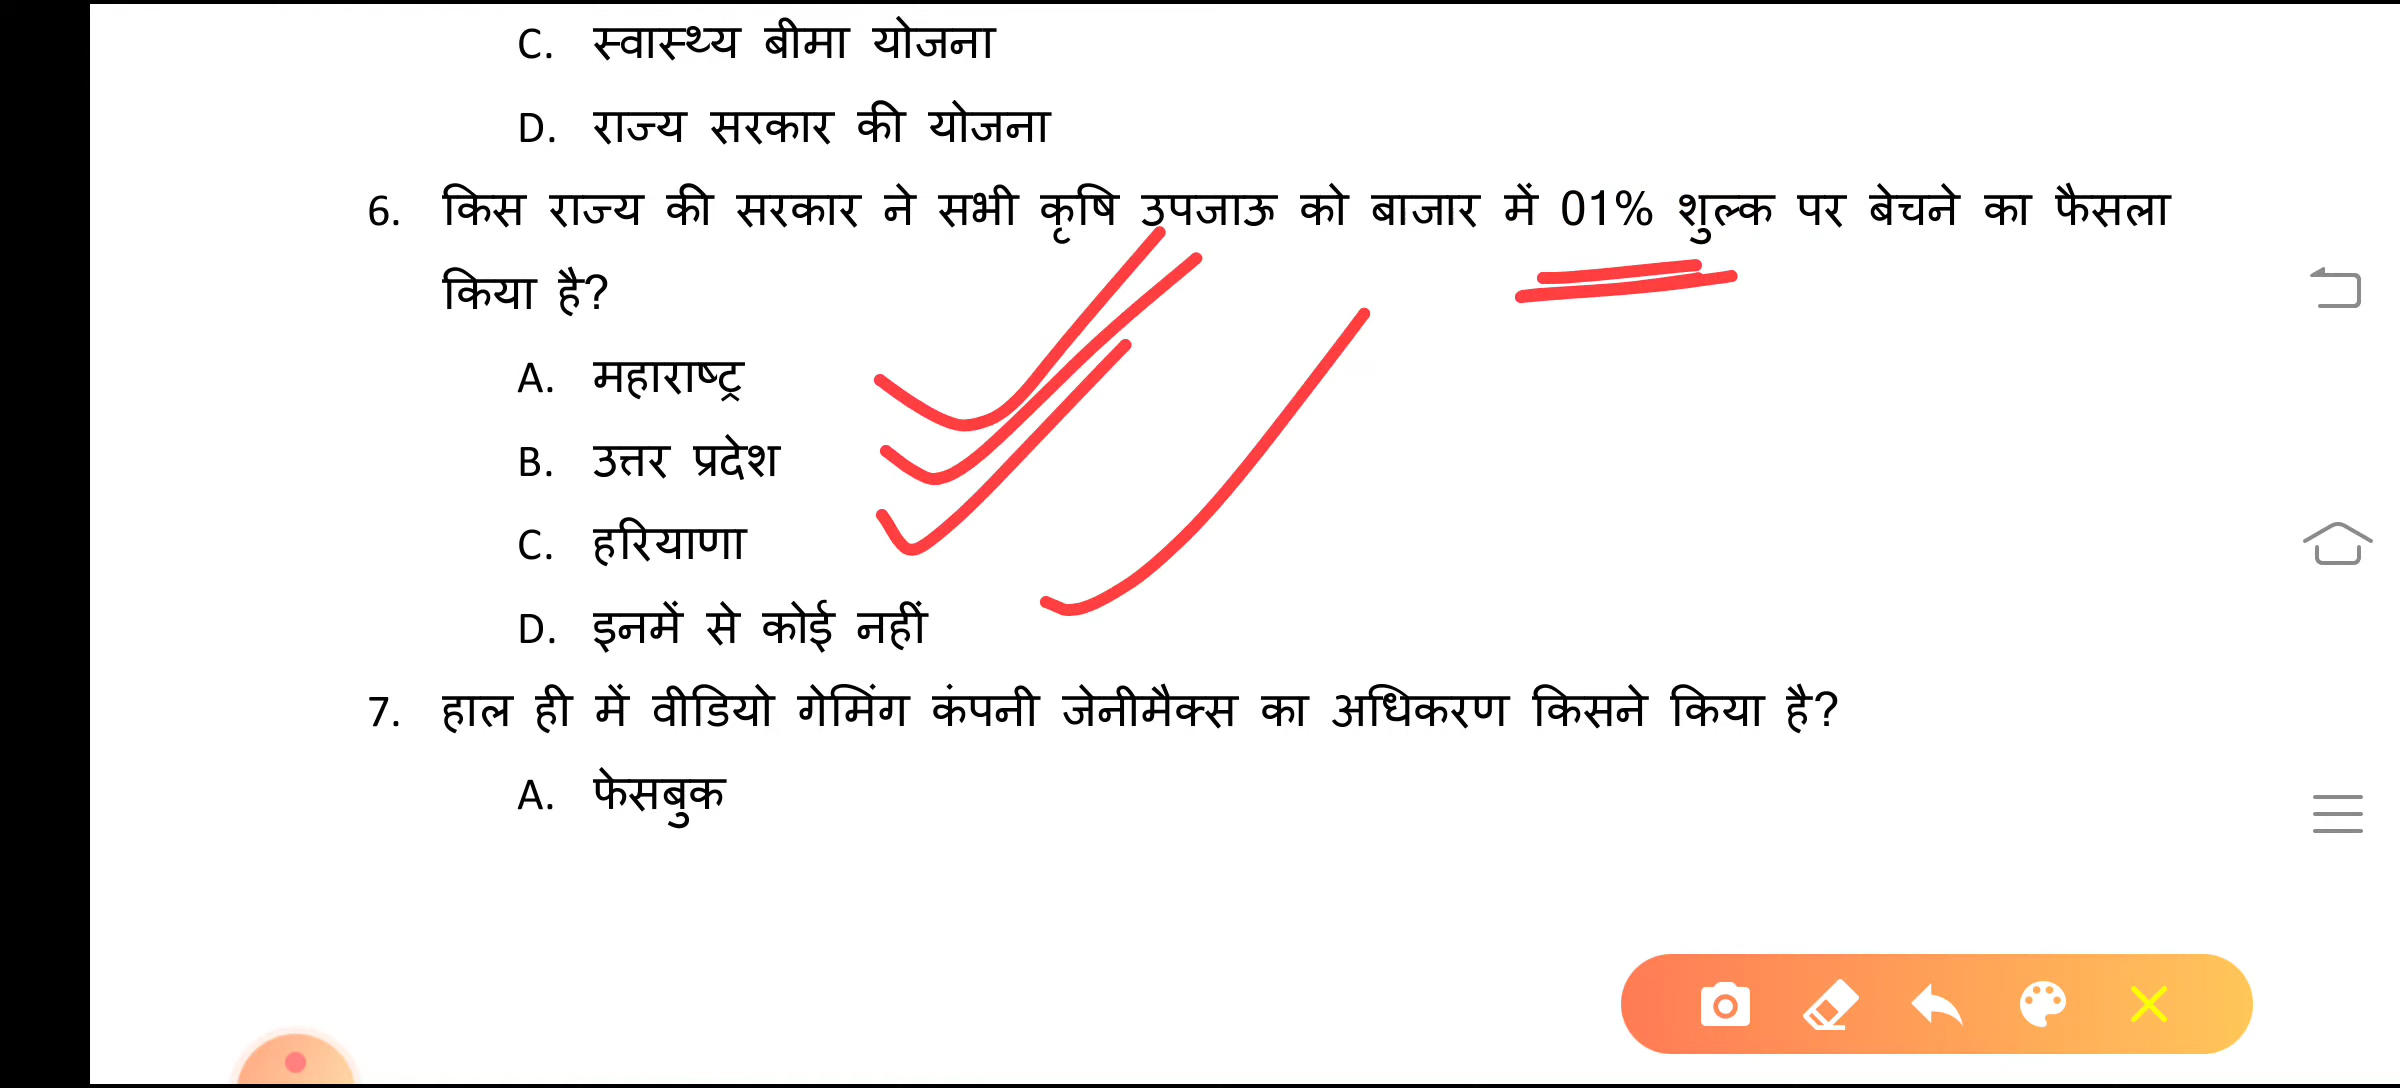 C. स्वास्थ्य बीमा योजना
D. राज्य सरकार की योजना
6. किस राज्य की सरकार ने सभी कृषि उपजाऊ को बाजार में 01% शुल्क पर बेचने का फैसला
किया है?
A. महाराष्ट्र
B. उत्तर प्रदेश
C. हरियाणा
D. इनमें से कोई नहीं
7. हाल ही में वीडियो गेमिंग कंपनी जेनीमैक्स का अधिकरण किसने किया है?
A. फेसबुक